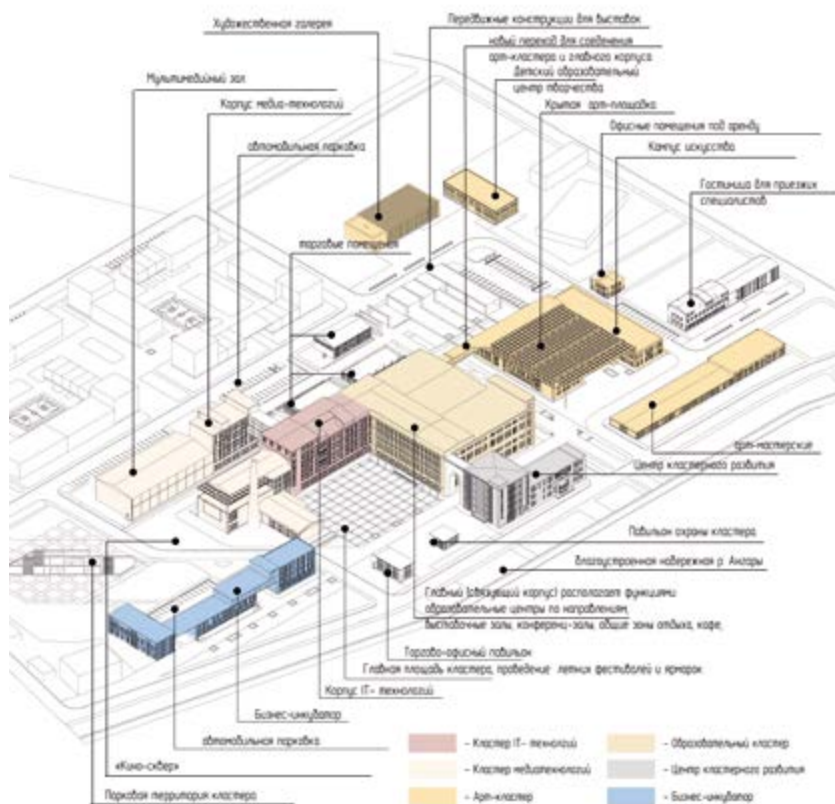 Художественная галерея
Передвижные конструкции для выставок
новый переход для соединения
арт-кластера и главного корпуса
Детский образовательный
центр творчества
Мультимедийный зал
Корпус медиа-технологий
Крытая арт-площадка
Офисные помещения под аренду
автомобильная парковка
Кампус искусства
Гостиница для приезжих
специалистов
торговые помещения
арт-мастерские
Центр кластерного развития
Павильон охраны кластера
благоустроенная набережная р. Ангары
Главный (связующий корпус) располагает функциями
образовательные центры по направлениям,
выставочные залы, конференц-залы, общие зоны отдыха, кафе,
Торгово-офисный павильон
Главная площадь кластера, проведение летних фестивалей и ярмарок
Корпус IT- технологий
Бизнес-инкубатор
автомобильная парковка
«Кино-сквер»
Парковая территория кластера
- Кластер IT- технологий
- Образовательный кластер
- Кластер медиатехнологий
- Центр кластерного развития
- Арт-кластер
- Бизнес-инкубатор